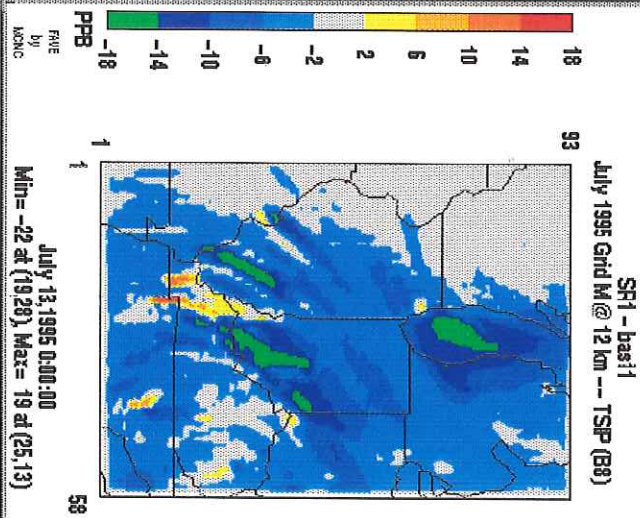 SR1 - bas11
July 1995 Grid M @ 12 km --- TSIP (B8)
18
14
10
6
2
-2
-6
-10
-14
-18
PPB
93
1
1
58
PAVE
by
MCNC
July 13,1995 0:00:00
Min= -22 at (19,28), Max= 19 at (25,13)